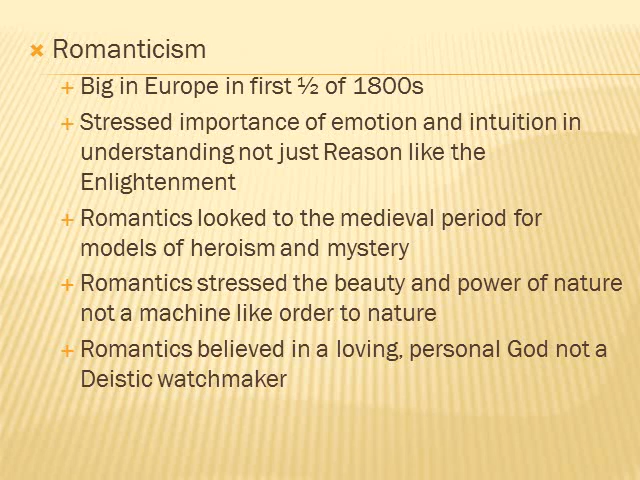 Romanticism
Big in Europe in first ½ of 1800s
Stressed importance of emotion and intuition in
understanding not just Reason like the
Enlightenment
Romantics looked to the medieval period for
models of heroism and mystery
Romantics stressed the beauty and power of nature
not a machine like order to nature
Romantics believed in a loving, personal God not a
Deistic watchmaker